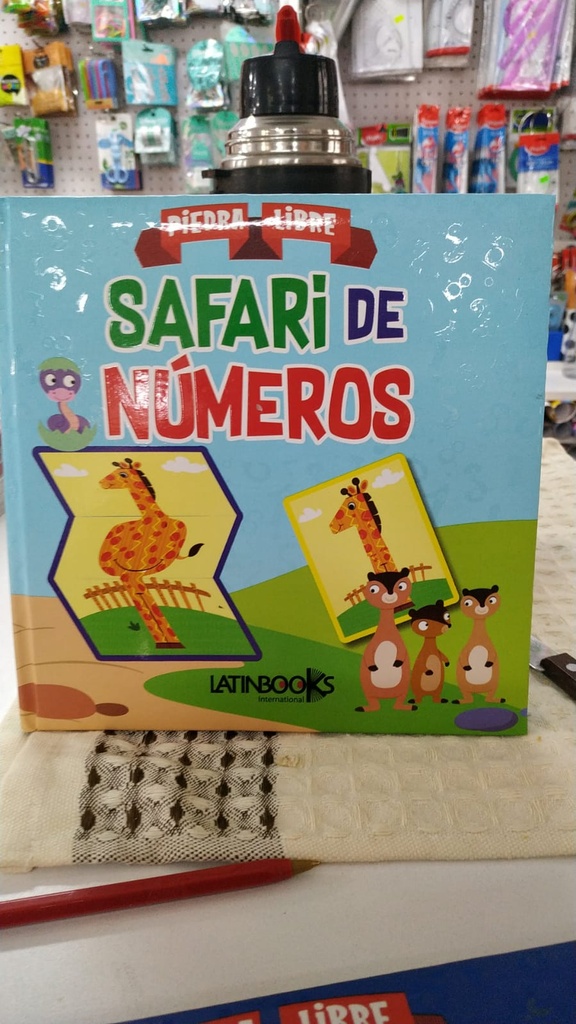 PIEDRA LIBRE
SAFARI DE
NÚMEROS
LATINBOOKS
International
LIBRE